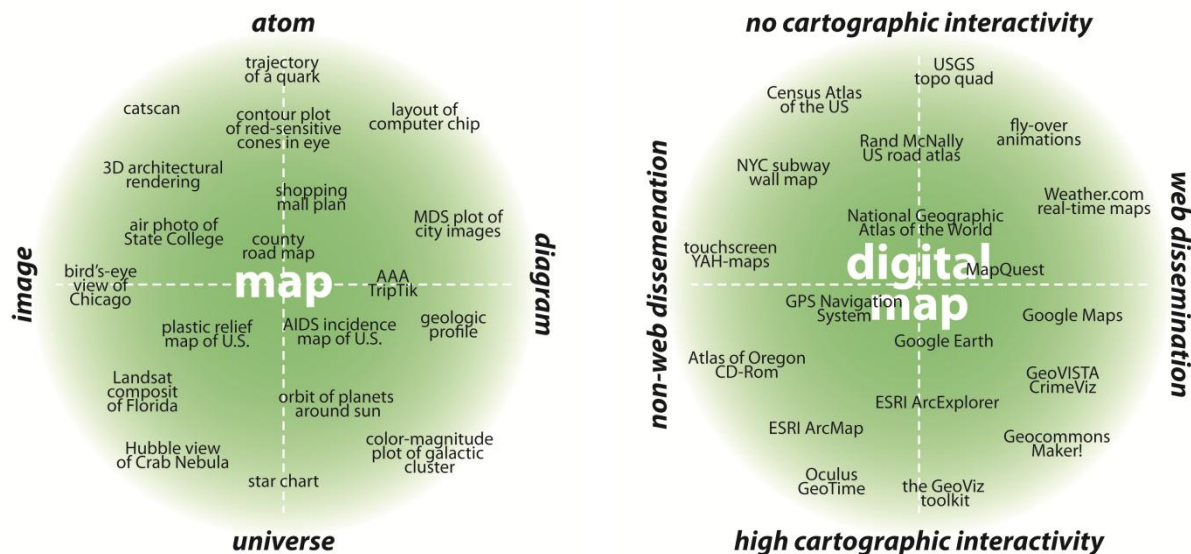 atom
trajectory
of a quark
catscan
contour plot
of red-sensitive
cones in eye
layout of
computer chip
3D architectural
rendering
shopping
mall plan
air photo of
State College
MDS plot of
city images
county
road map
image
diagram
bird's-eye
view of
Chicago
map
AAA
TripTik
plastic relief
map of U.S.
AIDS incidence
map of U.S.
geologic
profile
Landsat
composit
of Florida
orbit of planets
around sun
Hubble view
of Crab Nebula
color-magnitude
plot of galactic
cluster
star chart
universe
no cartographic interactivity
USGS
topo quad
Census Atlas
of the US
fly-over
animations
Rand McNally
US road atlas
NYC subway
wall map
Weather.com
real-time maps
National Geographic
Atlas of the World
non-web dissemenation
web dissemination
touchscreen
YAH-maps
digital
map
MapQuest
GPS Navigation
System
Google Maps
Google Earth
Atlas of Oregon
CD-Rom
GeoVISTA
CrimeViz
ESRI ArcExplorer
ESRI ArcMap
Geocommons
Maker!
Oculus
GeoTime
the GeoViz
toolkit
high cartographic interactivity